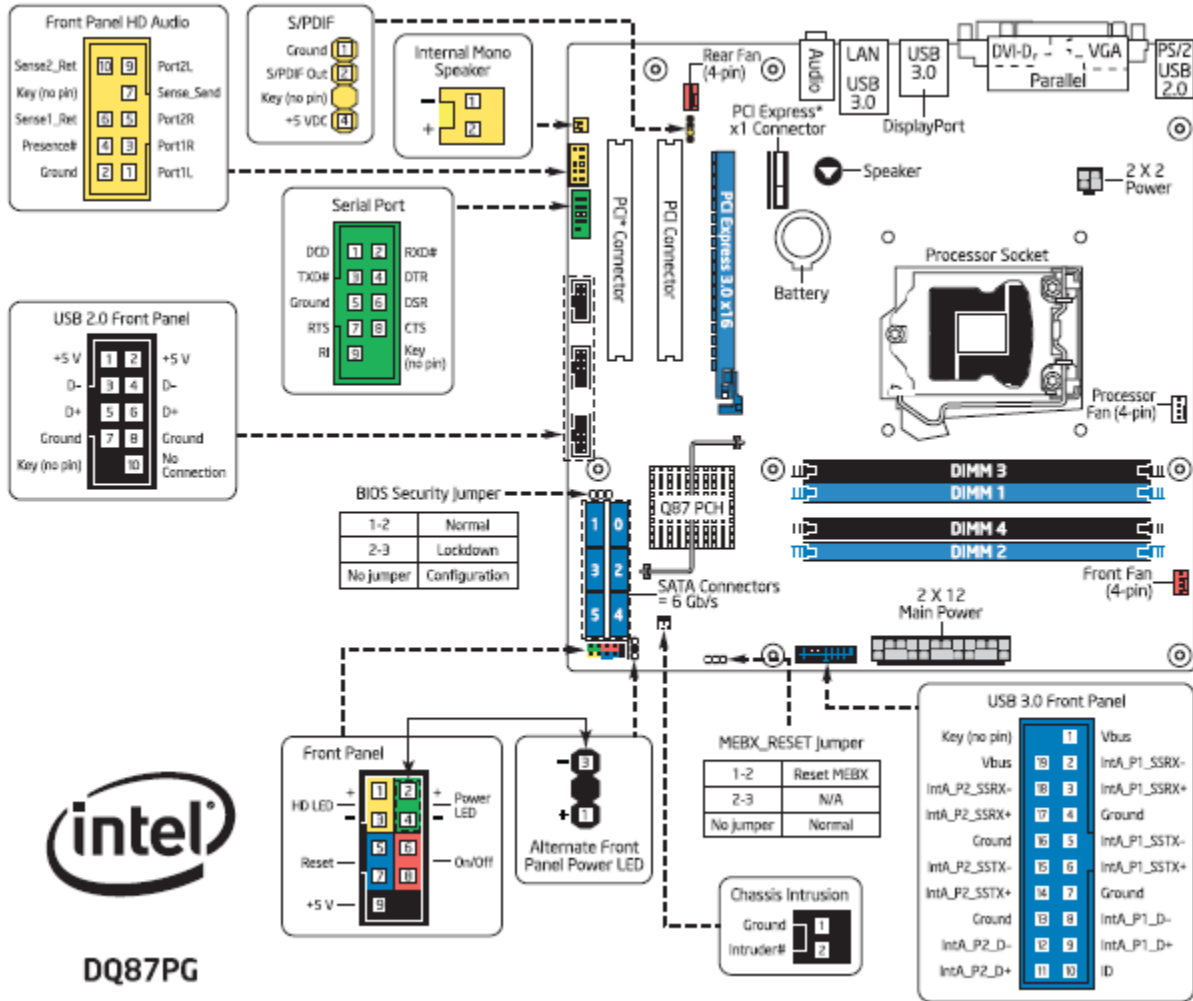 Front Panel HD Audio
Sense2_Ret 10 9 Port2L
Key (no pin) 7 Sense_Send
Sense1_Ret 6 5 Port2R
Presence# 4 3 Port1R
Ground 2 1 Port1L
S/PDIF
Ground 1
S/PDIF Out 2
Key (no pin)
+5 VDC 4
Internal Mono
Speaker
- 1
+ 2
Rear Fan
(4-pin)
Audio
LAN
USB
3.0
USB
3.0
DisplayPort
DVI-D
VGA
Parallel
PS/2
USB
2.0
PCI Express*
x1 Connector
Speaker
2 X 2
Power
Battery
Processor Socket
PCI* Connector
PCI Connector
PCI Express 3.0 x16
Serial Port
DCD 1 2 RXD#
TXD# 3 4 DTR
Ground 5 6 DSR
RTS 7 8 CTS
RI 9 Key
(no pin)
USB 2.0 Front Panel
+5 V 1 2 +5 V
D- 3 4 D-
D+ 5 6 D+
Ground 7 8 Ground
Key (no pin) 10 No
Connection
Processor
Fan (4-pin)
DIMM 3
DIMM 1
DIMM 4
DIMM 2
BIOS Security Jumper
1-2 Normal
2-3 Lockdown
No jumper Configuration
Q87 PCH
1 0
3 2
5 4
SATA Connectors
= 6 Gb/s
Front Fan
(4-pin)
2 X 12
Main Power
Front Panel
HD LED + - 1 2 + - Power
LED
3 4
Reset 5 6 On/Off
7 8
+5 V 9
- 3
+ 1
Alternate Front
Panel Power LED
MEBX_RESET Jumper
1-2 Reset MEBX
2-3 N/A
No jumper Normal
Chassis Intrusion
Ground 1
Intruder# 2
USB 3.0 Front Panel
Key (no pin) 1 Vbus
Vbus 19 2 IntA_P1_SSRX-
IntA_P2_SSRX- 18 3 IntA_P1_SSRX+
IntA_P2_SSRX+ 17 4 Ground
Ground 16 5 IntA_P1_SSTX-
IntA_P2_SSTX- 15 6 IntA_P1_SSTX+
IntA_P2_SSTX+ 14 7 Ground
Ground 13 8 IntA_P1_D-
IntA_P2_D- 12 9 IntA_P1_D+
IntA_P2_D+ 11 10 ID
intel®
DQ87PG